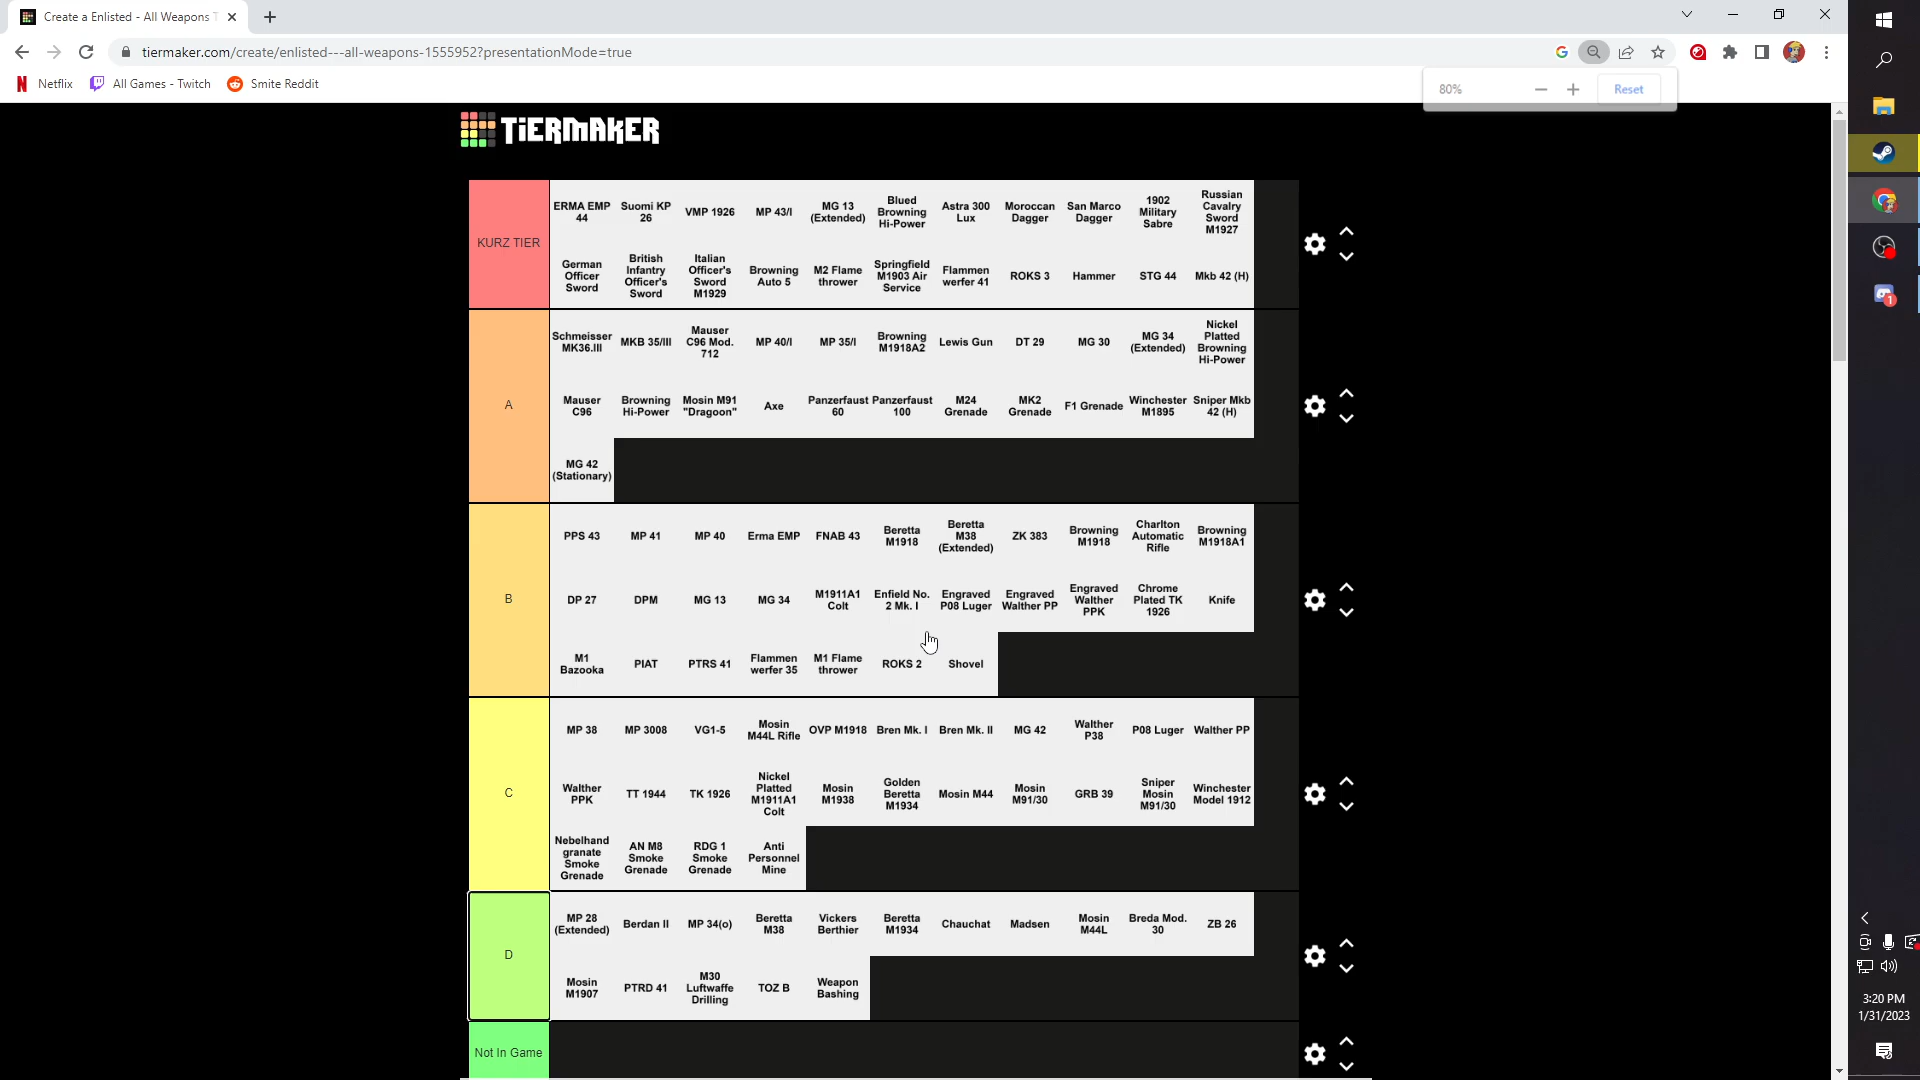 Create a Enlisted - All Weapons T
tiermaker.com/create/enlisted---all-weapons-1555952?presentationMode=true
Netflix
All Games - Twitch
Smite Reddit
80%
Reset
TiERMAKER
KURZ TIER
ERMA EMP
44
Suomi KP
26
VMP 1926
MP 43/I
MG 13
(Extended)
Blued
Browning
Hi-Power
Astra 300
Lux
Moroccan
Dagger
San Marco
Dagger
1902
Military
Sabre
Russian
Cavalry
Sword
M1927
German
Officer
Sword
British
Infantry
Officer's
Sword
Italian
Officer's
Sword
M1929
Browning
Auto 5
M2 Flame
thrower
Springfield
M1903 Air
Service
Flammen
werfer 41
ROKS 3
Hammer
STG 44
Mkb 42 (H)
A
Schmeisser
MK36.III
MKB 35/III
Mauser
C96 Mod.
712
MP 40/I
MP 35/I
Browning
M1918A2
Lewis Gun
DT 29
MG 30
MG 34
(Extended)
Nickel
Platted
Browning
Hi-Power
Mauser
C96
Browning
Hi-Power
Mosin M91
"Dragoon"
Axe
Panzerfaust
60
Panzerfaust
100
M24
Grenade
MK2
Grenade
F1 Grenade
Winchester
M1895
Sniper Mkb
42 (H)
MG 42
(Stationary)
B
PPS 43
MP 41
MP 40
Erma EMP
FNAB 43
Beretta
M1918
Beretta
M38
(Extended)
ZK 383
Browning
M1918
Charlton
Automatic
Rifle
Browning
M1918A1
DP 27
DPM
MG 13
MG 34
M1911A1
Colt
Enfield No.
2 Mk. I
Engraved
P08 Luger
Engraved
Walther PP
Engraved
Walther
PPK
Chrome
Plated TK
1926
Knife
M1
Bazooka
PIAT
PTRS 41
Flammen
werfer 35
M1 Flame
thrower
ROKS 2
Shovel
C
MP 38
MP 3008
VG1-5
Mosin
M44L Rifle
OVP M1918
Bren Mk. I
Bren Mk. II
MG 42
Walther
P38
P08 Luger
Walther PP
Walther
PPK
TT 1944
TK 1926
Nickel
Platted
M1911A1
Colt
Mosin
M1938
Golden
Beretta
M1934
Mosin M44
Mosin
M91/30
GRB 39
Sniper
Mosin
M91/30
Winchester
Model 1912
Nebelhand
granate
Smoke
Grenade
AN M8
Smoke
Grenade
RDG 1
Smoke
Grenade
Anti
Personnel
Mine
D
MP 28
(Extended)
Berdan II
MP 34(o)
Beretta
M38
Vickers
Berthier
Beretta
M1934
Chauchat
Madsen
Mosin
M44L
Breda Mod.
30
ZB 26
Mosin
M1907
PTRD 41
M30
Luftwaffe
Drilling
TOZ B
Weapon
Bashing
Not In Game
1
3:20 PM
1/31/2023